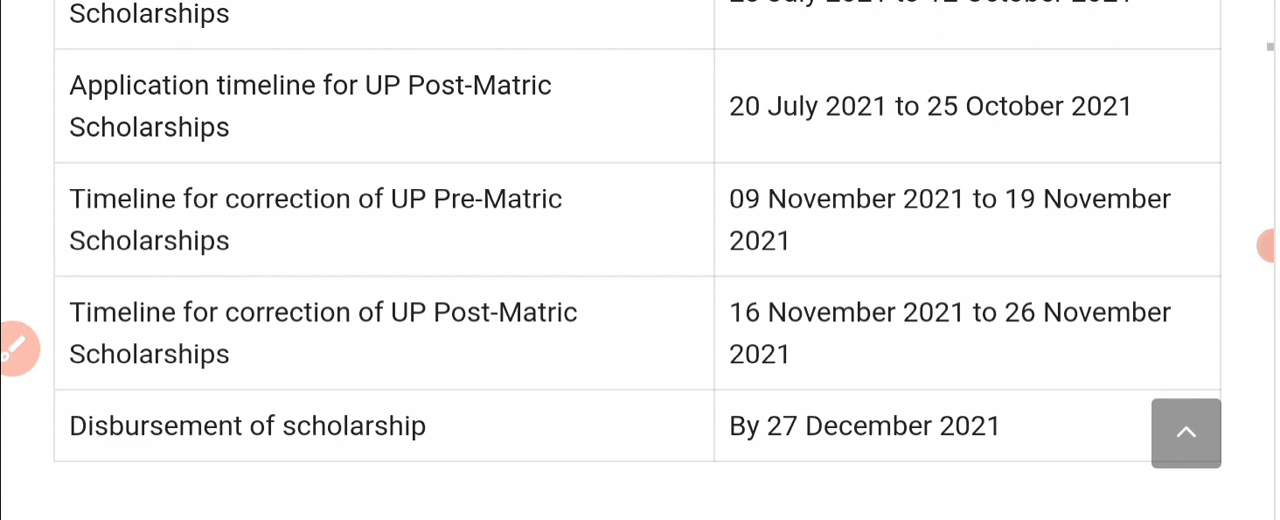 Scholarships
Application timeline for UP Post-Matric
Scholarships
20 July 2021 to 25 October 2021
Timeline for correction of UP Pre-Matric
Scholarships
09 November 2021 to 19 November
2021
Timeline for correction of UP Post-Matric
Scholarships
16 November 2021 to 26 November
2021
Disbursement of scholarship
By 27 December 2021